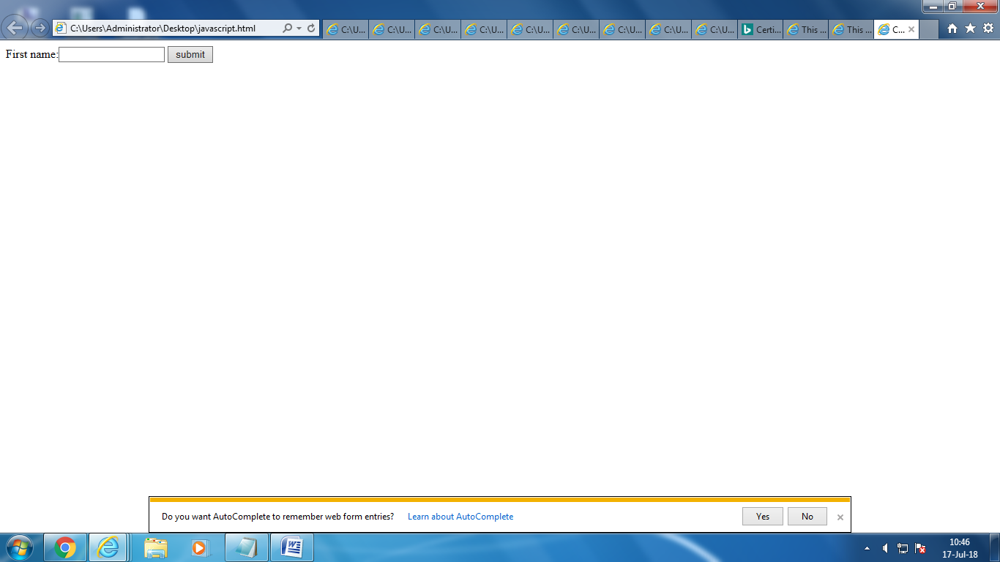 C:\Users\Administrator\Desktop\javascript.html
C:\U...
C:\U...
C:\U...
C:\U...
C:\U...
C:\U...
C:\U...
C:\U...
C:\U...
Certi...
This ...
This ...
C...
First name:
submit
Do you want AutoComplete to remember web form entries? Learn about AutoComplete
Yes
No
10:46
17-Jul-18